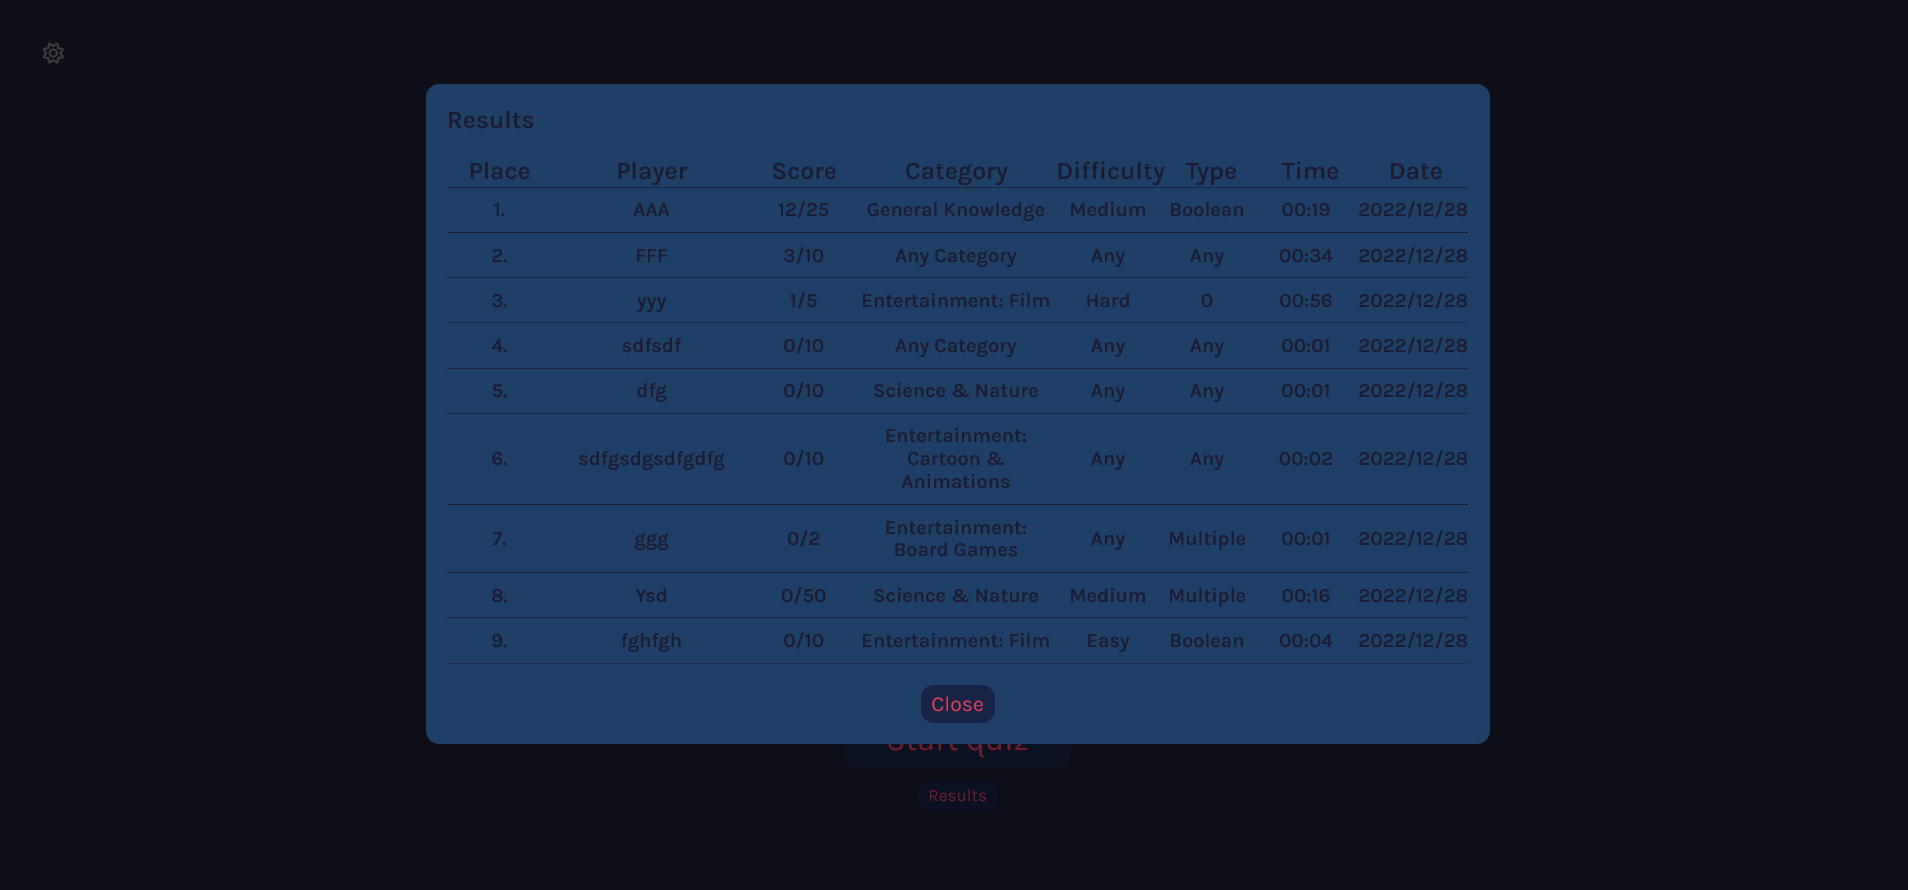 Results
Place Player Score Category Difficulty Type Time Date
1. AAA 12/25 General Knowledge Medium Boolean 00:19 2022/12/28
2. FFF 3/10 Any Category Any Any 00:34 2022/12/28
3. yyy 1/5 Entertainment: Film Hard 0 00:56 2022/12/28
4. sdfsdf 0/10 Any Category Any Any 00:01 2022/12/28
5. dfg 0/10 Science & Nature Any Any 00:01 2022/12/28
6. sdfgsdgsdfgdfg 0/10 Entertainment: Cartoon & Animations Any Any 00:02 2022/12/28
7. ggg 0/2 Entertainment: Board Games Any Multiple 00:01 2022/12/28
8. Ysd 0/50 Science & Nature Medium Multiple 00:16 2022/12/28
9. fghfgh 0/10 Entertainment: Film Easy Boolean 00:04 2022/12/28
Close
Start quiz
Results